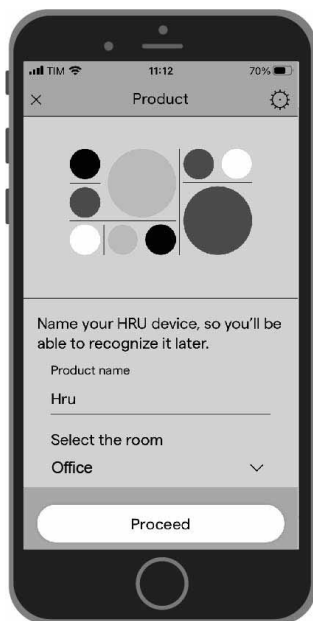 TIM 11:12 70%
× Product
Name your HRU device, so you’ll be
able to recognize it later.
Product name
Hru
Select the room
Office
Proceed